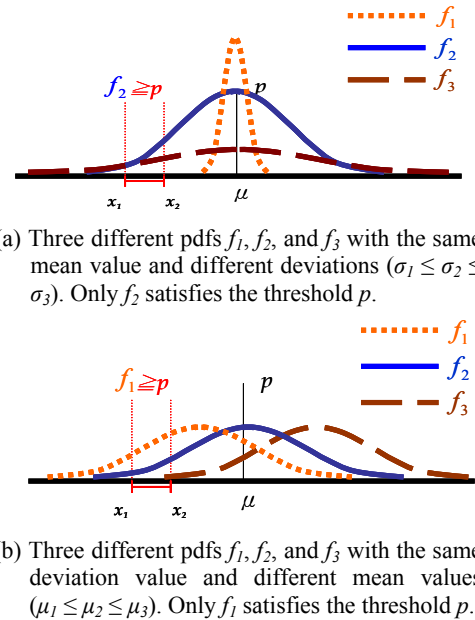 f₁
f₂
f₃
f₂ ≧p
p
μ
x₁ x₂
a) Three different pdfs f₁, f₂, and f₃ with the same
mean value and different deviations (σ₁ ≤ σ₂ ≤
σ₃). Only f₂ satisfies the threshold p.
f₁
f₂
f₃
f₁ ≧p
p
μ
x₁ x₂
b) Three different pdfs f₁, f₂, and f₃ with the same
deviation value and different mean values
(μ₁ ≤ μ₂ ≤ μ₃). Only f₁ satisfies the threshold p.